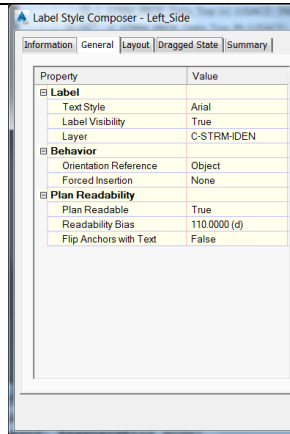 Label Style Composer - Left_Side
Information General Layout Dragged State Summary
Property Value
Label
Text Style Arial
Label Visibility True
Layer C-STRM-IDEN
Behavior
Orientation Reference Object
Forced Insertion None
Plan Readability
Plan Readable True
Readability Bias 110.0000 (d)
Flip Anchors with Text False